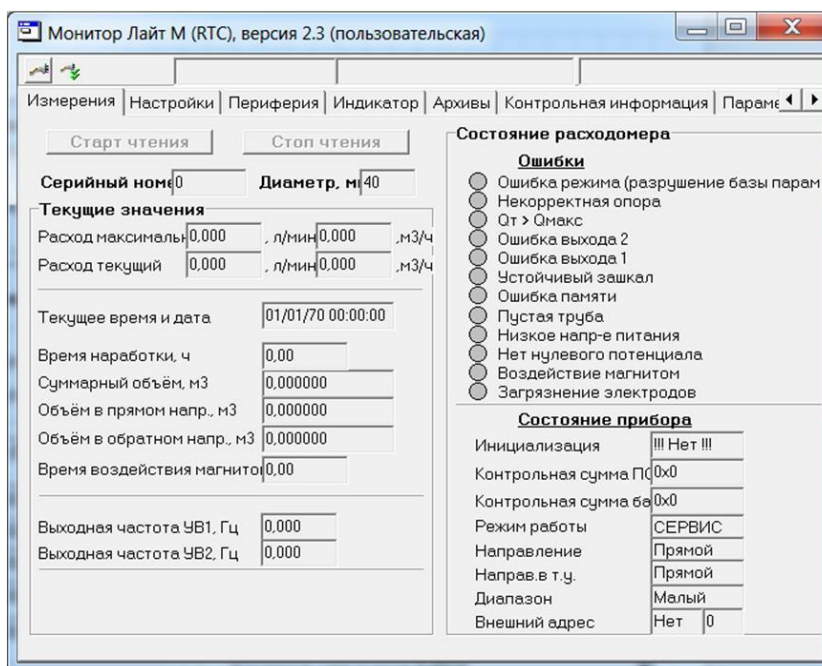 Монитор Лайт М (RTC), версия 2.3 (пользовательская)
Измерения Настройки Периферия Индикатор Архивы Контрольная информация Параме
Старт чтения Стоп чтения
Серийный номе 0 Диаметр, м 40
Текущие значения
Расход максимальн 0,000 , л/мин 0,000 ,м3/ч
Расход текущий 0,000 , л/мин 0,000 ,м3/ч
Текущее время и дата 01/01/70 00:00:00
Время наработки, ч 0,00
Суммарный объём, м3 0,000000
Объём в прямом напр., м3 0,000000
Объём в обратном напр., м3 0,000000
Время воздействия магнито 0,00
Выходная частота УВ1, Гц 0,000
Выходная частота УВ2, Гц 0,000
Состояние расходомера
Ошибки
Ошибка режима (разрушение базы парам
Некорректная опора
Qт > Qмакс
Ошибка выхода 2
Ошибка выхода 1
Устойчивый зашкал
Ошибка памяти
Пустая труба
Низкое напр-е питания
Нет нулевого потенциала
Воздействие магнитом
Загрязнение электродов
Состояние прибора
Инициализация !!! Нет !!!
Контрольная сумма ПО 0x0
Контрольная сумма ба 0x0
Режим работы СЕРВИС
Направление Прямой
Направ.в т.у. Прямой
Диапазон Малый
Внешний адрес Нет 0